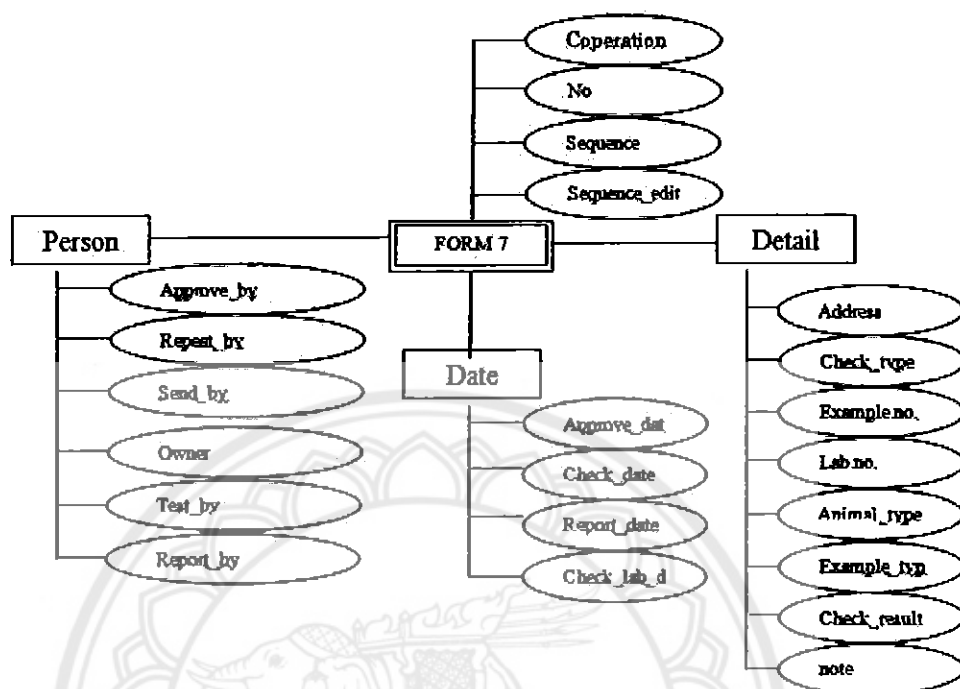 Coperation
No
Sequence
Sequence_edit
Person
FORM 7
Detail
Approve_by
Repeat_by
Send_by
Owner
Test_by
Report_by
Date
Approve_dat
Check_date
Report_date
Check_lab_d
Address
Check_type
Example.no.
Lab.no.
Animal_type
Example_typ
Check_result
note